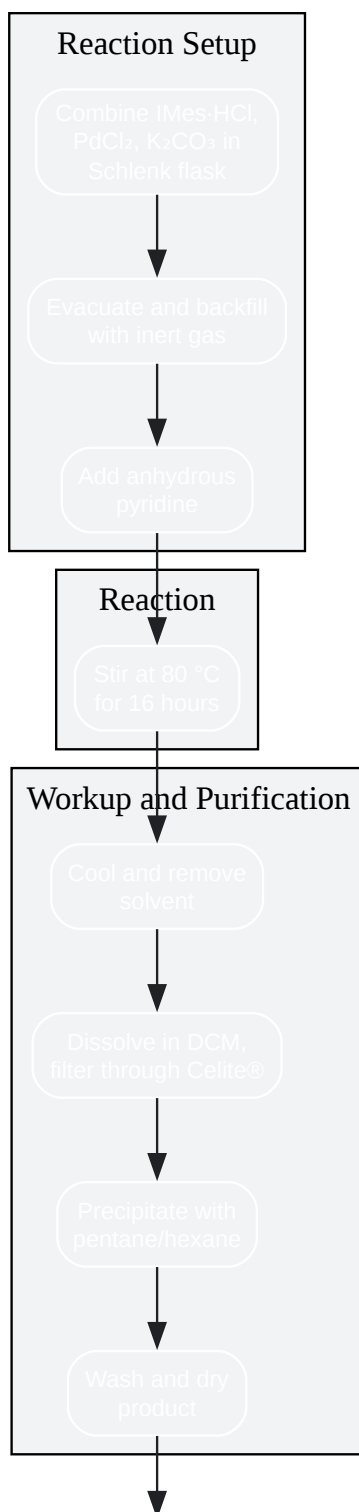 Reaction Setup
Combine IMes·HCl,
PdCl₂, K₂CO₃ in
Schlenk flask
Evacuate and backfill
with inert gas
Add anhydrous
pyridine
Reaction
Stir at 80 °C
for 16 hours
Workup and Purification
Cool and remove
solvent
Dissolve in DCM,
filter through Celite®
Precipitate with
pentane/hexane
Wash and dry
product